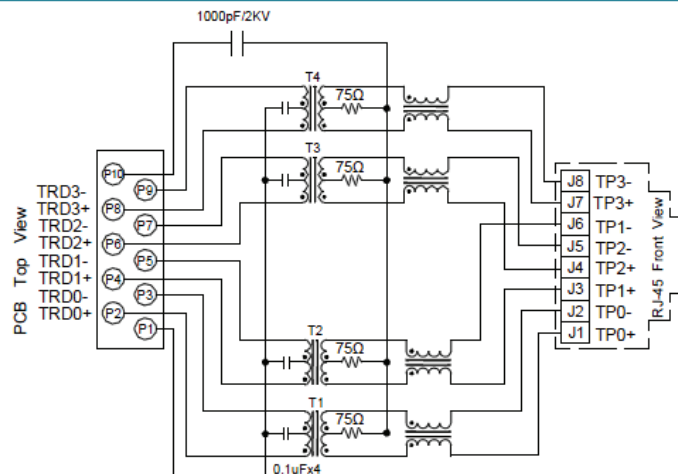 1000pF/2KV
T4
75Ω
T3
75Ω
P10
P9
TRD3-
TRD3+
P8
TRD2-
P7
TRD2+
P6
TRD1-
P5
TRD1+
P4
TRD0-
P3
TRD0+
P2
P1
PCB Top View
T2
75Ω
T1
75Ω
0.1uFx4
J8 TP3-
J7 TP3+
J6 TP1-
J5 TP2-
J4 TP2+
J3 TP1+
J2 TP0-
J1 TP0+
RJ-45 Front View